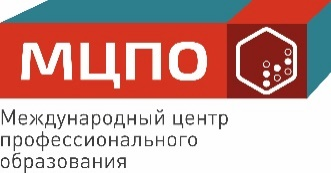 МЦПО
Международный центр
профессионального
образования